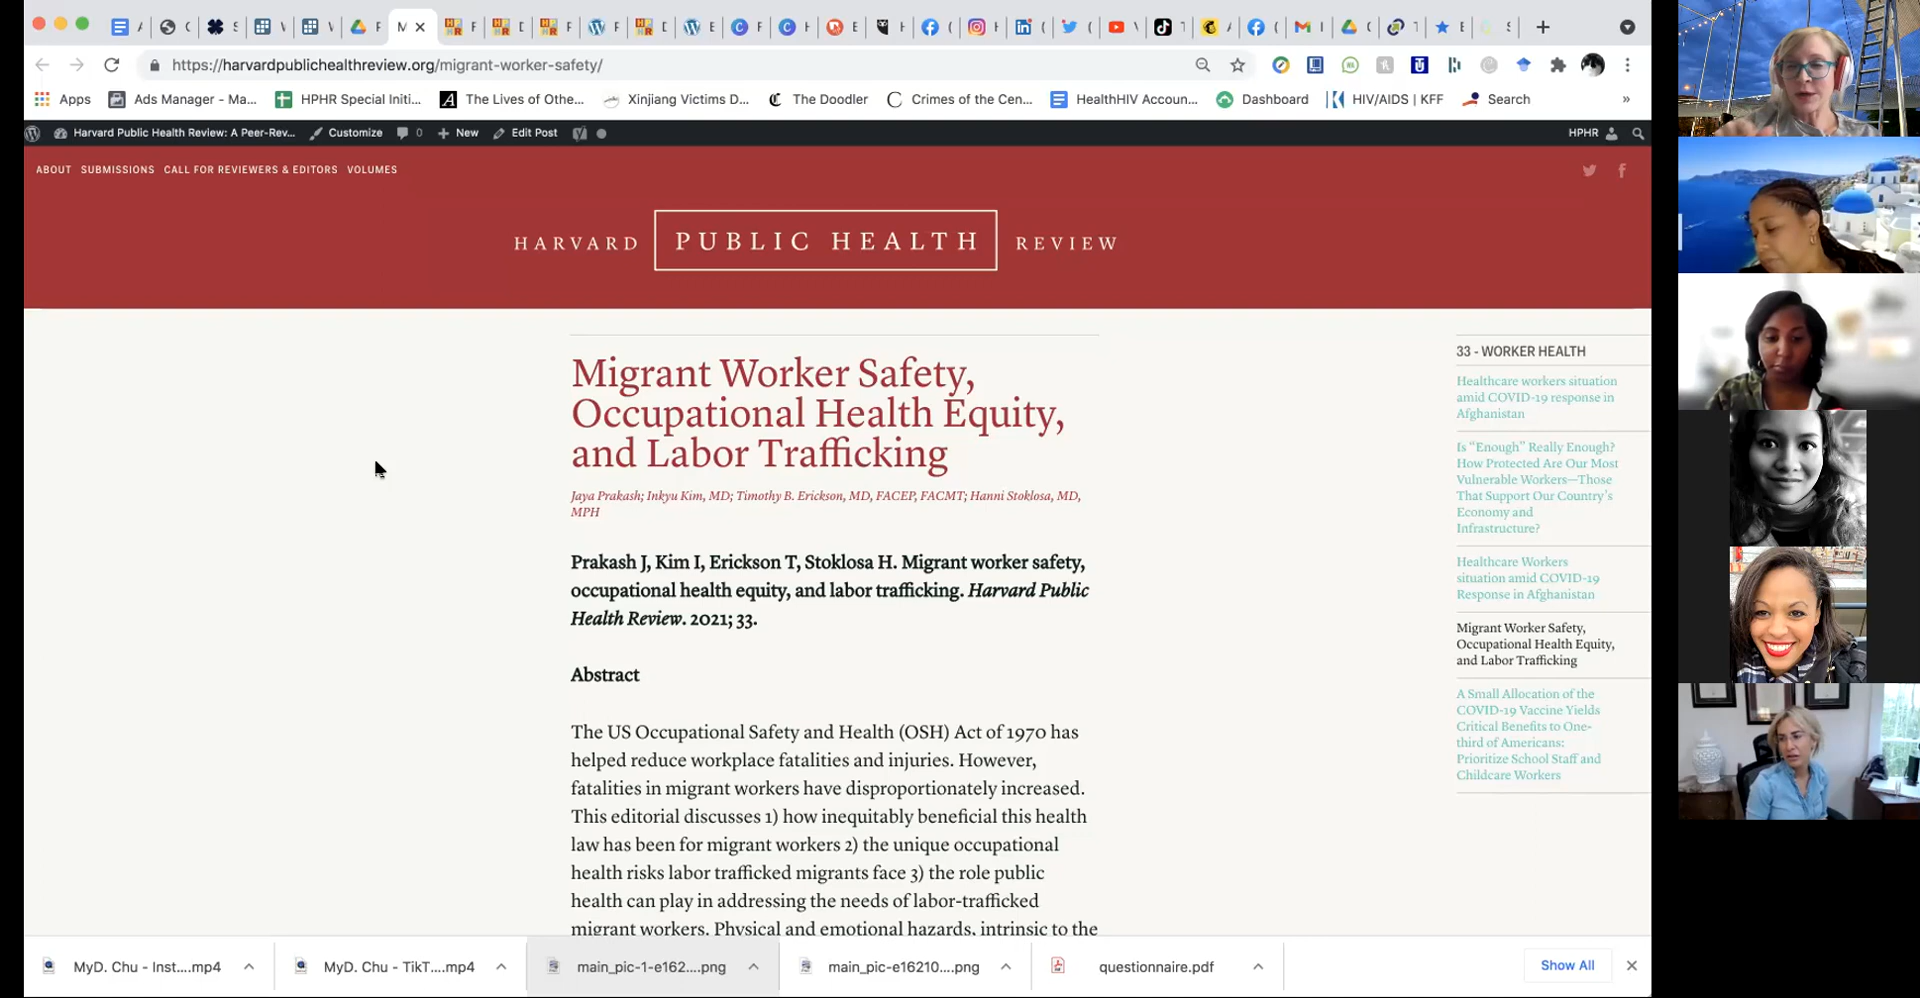 https://harvardpublichealthreview.org/migrant-worker-safety/
Apps Ads Manager - Ma... HPHR Special Initi... The Lives of Othe... Xinjiang Victims D... The Doodler Crimes of the Cen... HealthHIV Accoun... Dashboard HIV/AIDS | KFF Search »
Harvard Public Health Review: A Peer-Rev... Customize 0 New Edit Post HPHR
ABOUT SUBMISSIONS CALL FOR REVIEWERS & EDITORS VOLUMES
HARVARD PUBLIC HEALTH REVIEW
Migrant Worker Safety,
Occupational Health Equity,
and Labor Trafficking
Jaya Prakash; Inkyu Kim, MD; Timothy B. Erickson, MD, FACEP, FACMT; Hanni Stoklosa, MD,
MPH
Prakash J, Kim I, Erickson T, Stoklosa H. Migrant worker safety,
occupational health equity, and labor trafficking. Harvard Public
Health Review. 2021; 33.
Abstract
The US Occupational Safety and Health (OSH) Act of 1970 has
helped reduce workplace fatalities and injuries. However,
fatalities in migrant workers have disproportionately increased.
This editorial discusses 1) how inequitably beneficial this health
law has been for migrant workers 2) the unique occupational
health risks labor trafficked migrants face 3) the role public
health can play in addressing the needs of labor-trafficked
migrant workers. Physical and emotional hazards, intrinsic to the
33 - WORKER HEALTH
Healthcare workers situation
amid COVID-19 response in
Afghanistan
Is “Enough” Really Enough?
How Protected Are Our Most
Vulnerable Workers—Those
That Support Our Country’s
Economy and
Infrastructure?
Healthcare Workers
situation amid COVID-19
Response in Afghanistan
Migrant Worker Safety,
Occupational Health Equity,
and Labor Trafficking
A Small Allocation of the
COVID-19 Vaccine Yields
Critical Benefits to One-
third of Americans:
Prioritize School Staff and
Childcare Workers
MyD. Chu - Inst....mp4 MyD. Chu - TikT....mp4 main_pic-1-e162....png main_pic-e16210....png questionnaire.pdf Show All